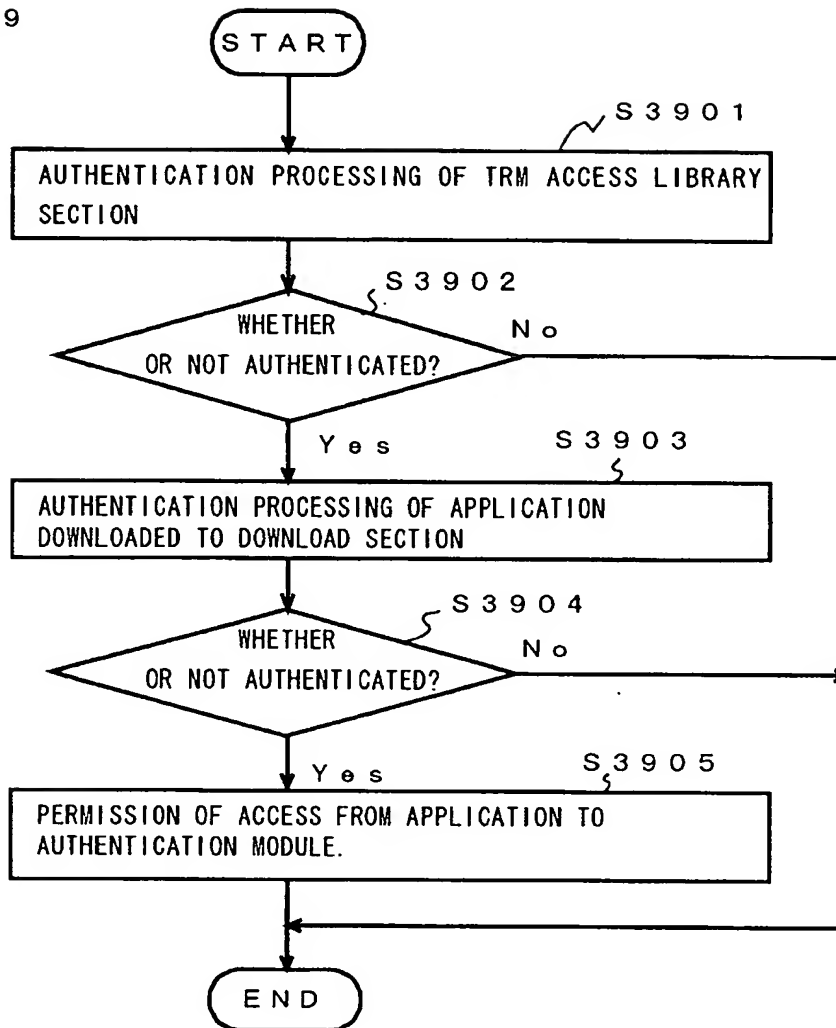 9
START
S3901
AUTHENTICATION PROCESSING OF TRM ACCESS LIBRARY
SECTION
S3902
WHETHER
OR NOT AUTHENTICATED?
No
Yes
S3903
AUTHENTICATION PROCESSING OF APPLICATION
DOWNLOADED TO DOWNLOAD SECTION
S3904
WHETHER
OR NOT AUTHENTICATED?
No
Yes
S3905
PERMISSION OF ACCESS FROM APPLICATION TO
AUTHENTICATION MODULE.
END